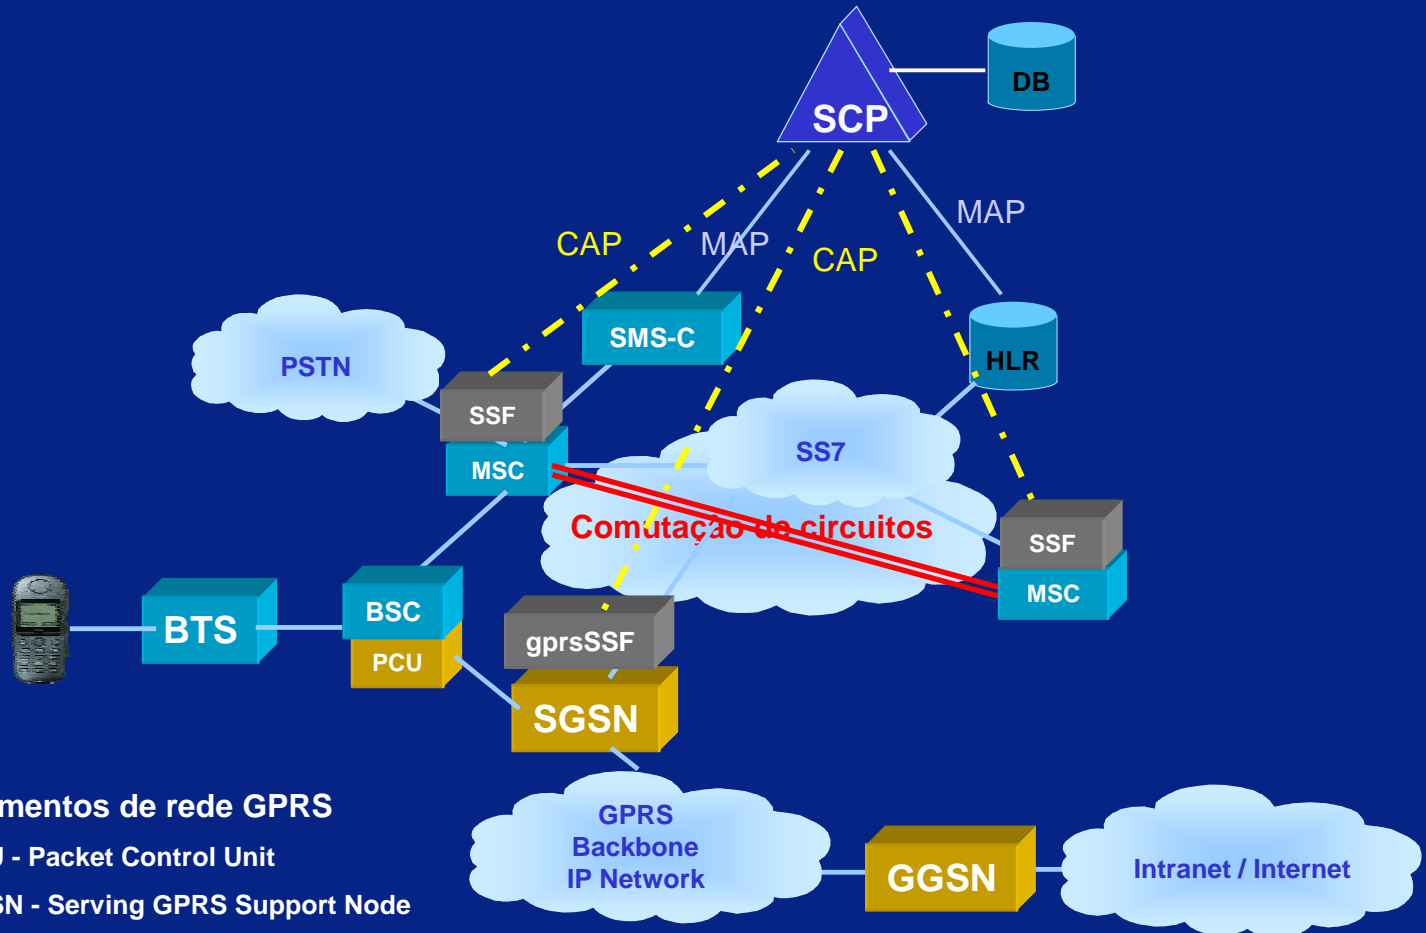 DB
SCP
MAP
CAP
MAP
CAP
SMS-C
PSTN
HLR
SSF
SS7
MSC
Comutação de circuitos
SSF
MSC
BSC
BTS
gprsSSF
PCU
SGSN
mentos de rede GPRS
GPRS
Backbone
IP Network
- Packet Control Unit
GGSN
Intranet / Internet
SN - Serving GPRS Support Node